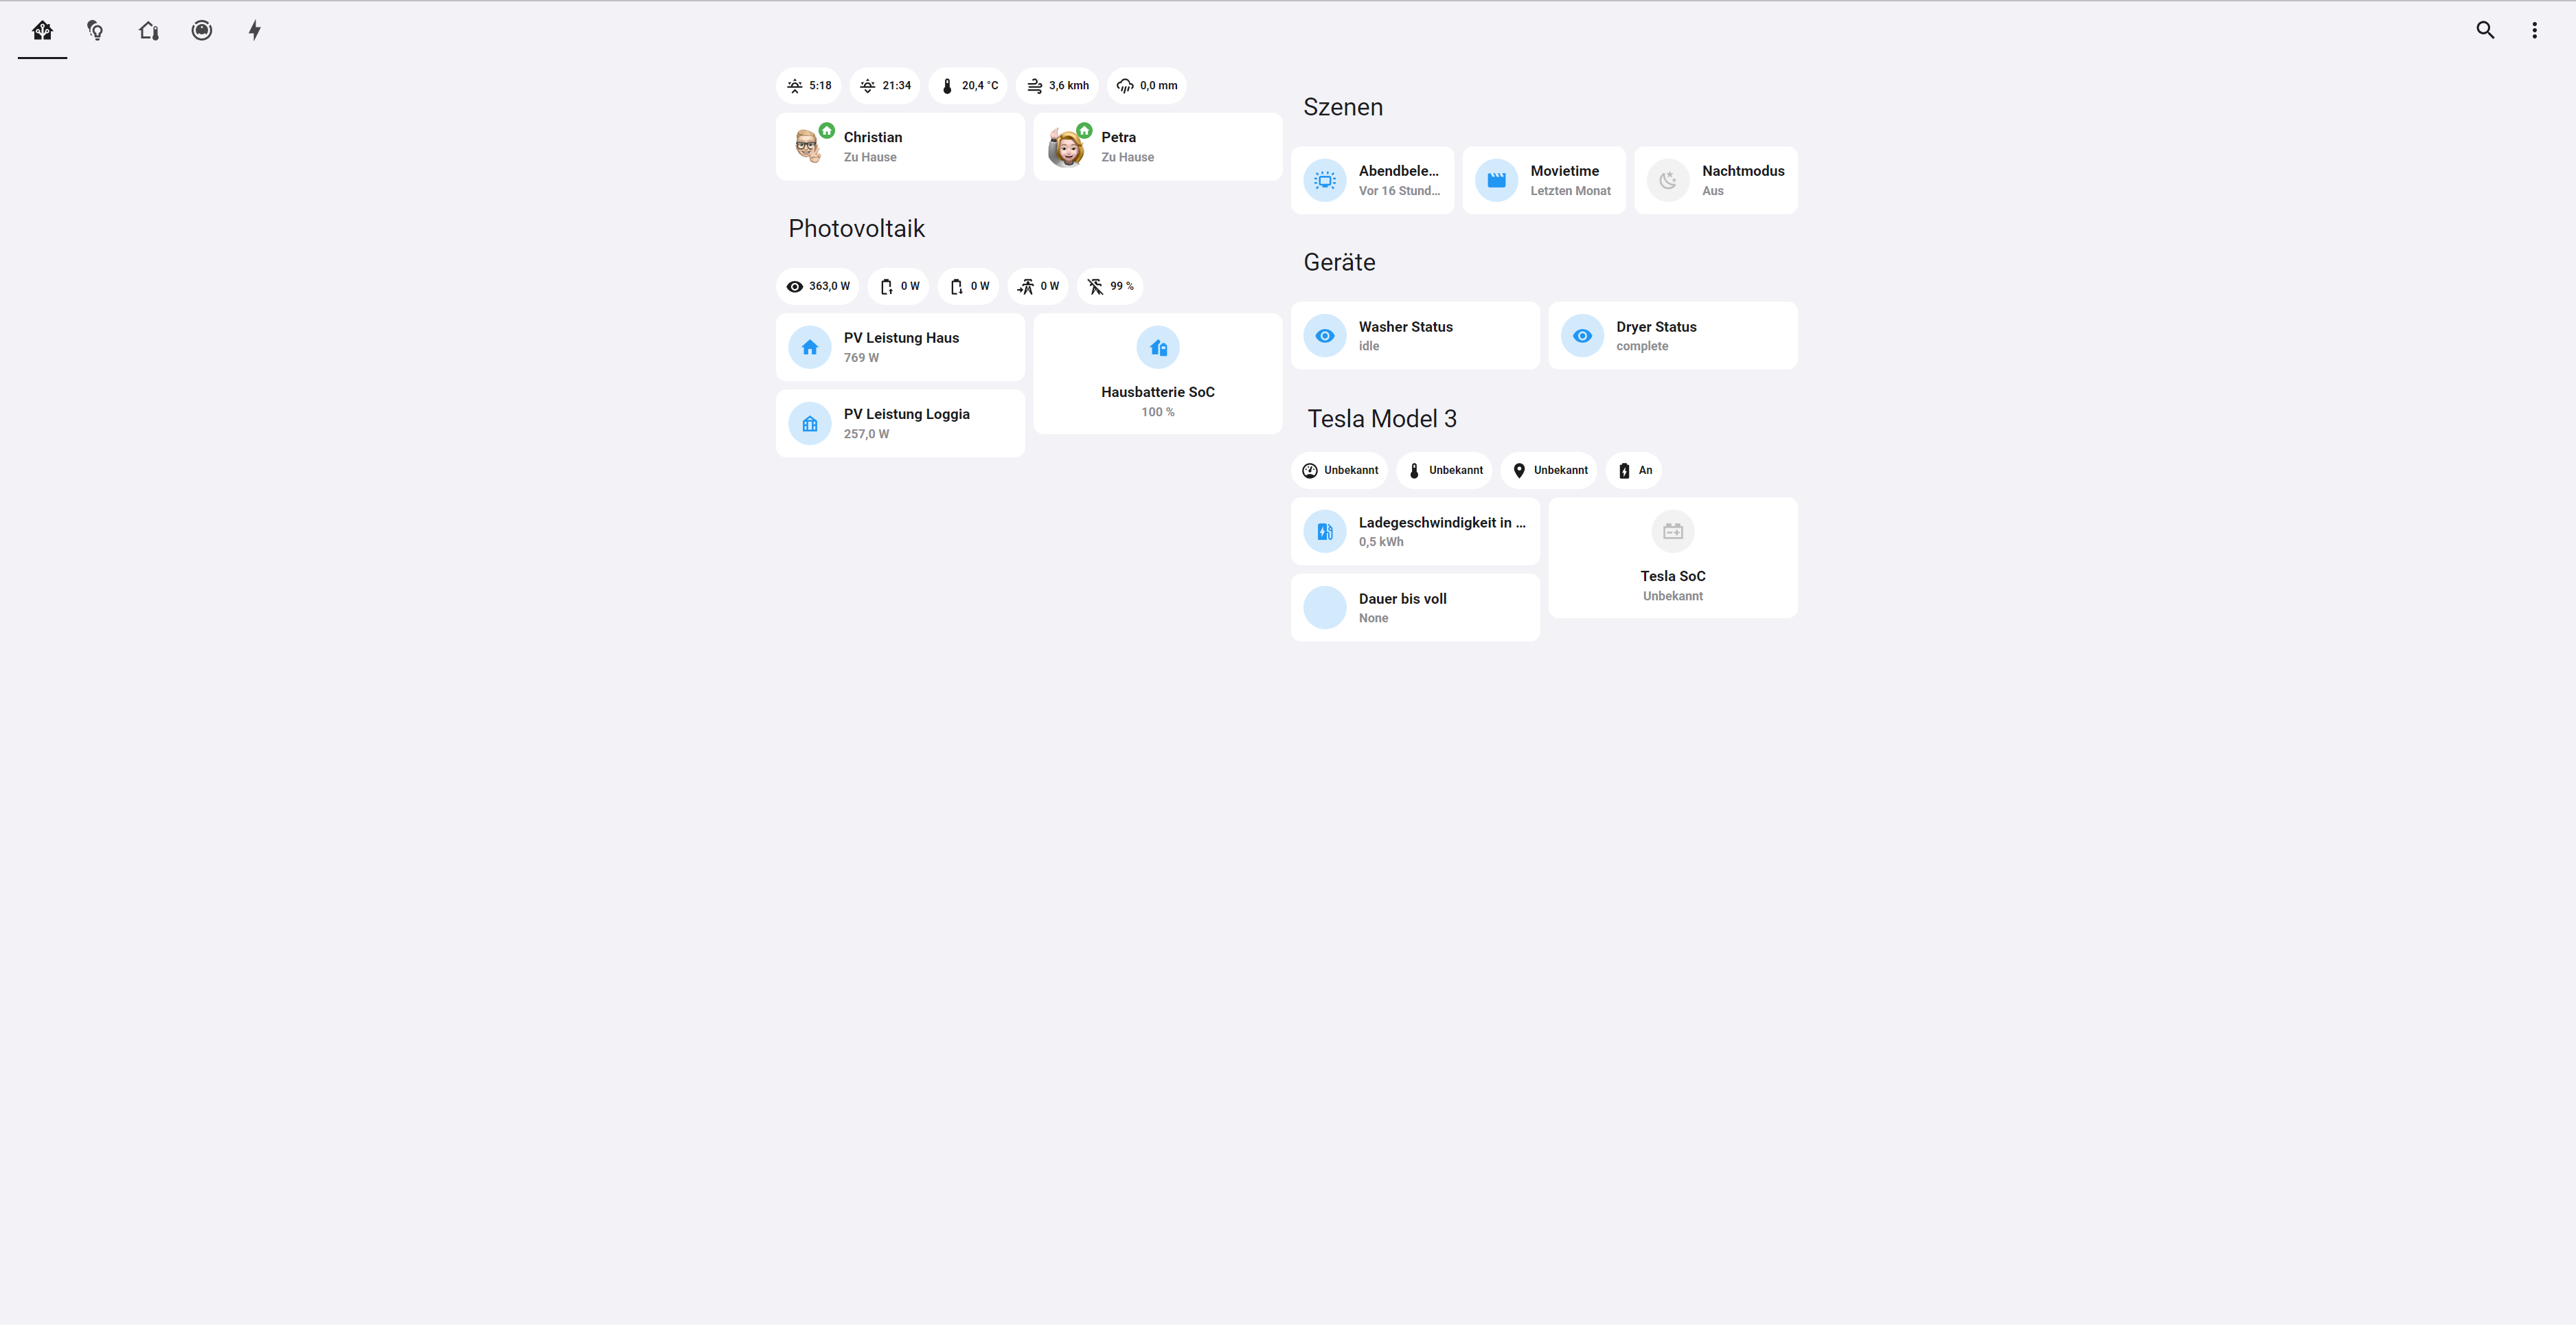 5:18
21:34
20,4 °C
3,6 kmh
0,0 mm
Christian
Zu Hause
Petra
Zu Hause
Photovoltaik
363,0 W
0 W
0 W
0 W
99 %
PV Leistung Haus
769 W
Hausbatterie SoC
100 %
PV Leistung Loggia
257,0 W
Szenen
Abendbele...
Vor 16 Stund...
Movietime
Letzten Monat
Nachtmodus
Aus
Geräte
Washer Status
idle
Dryer Status
complete
Tesla Model 3
Unbekannt
Unbekannt
Unbekannt
An
Ladegeschwindigkeit in ...
0,5 kWh
Tesla SoC
Unbekannt
Dauer bis voll
None